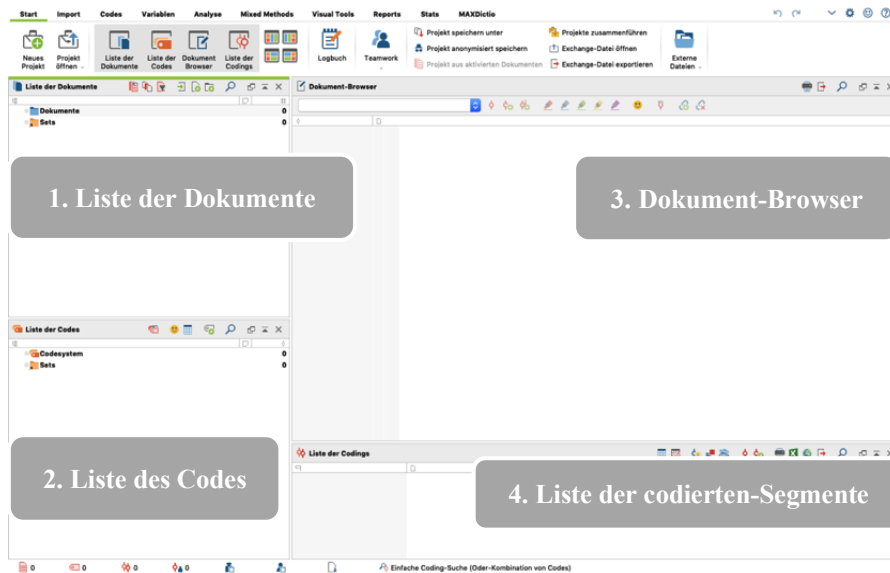 Start Import Codes Variablen Analyse Mixed Methods Visual Tools Reports Stats MAXDictio
Neues Projekt
Projekt öffnen
Liste der Dokumente
Liste der Codes
Dokument Browser
Liste der Codings
Logbuch
Teamwork
Projekt speichern unter
Projekt anonymisiert speichern
Projekt aus aktivierten Dokumenten
Projekte zusammenführen
Exchange-Datei öffnen
Exchange-Datei exportieren
Externe Dateien
Liste der Dokumente
Dokumente 0
Sets 0
1. Liste der Dokumente
Dokument-Browser
3. Dokument-Browser
Liste der Codes
Codesystem 0
Sets 0
2. Liste des Codes
Liste der Codings
4. Liste der codierten-Segmente
0 0 0 0 Einfache Coding-Suche (Oder-Kombination von Codes)